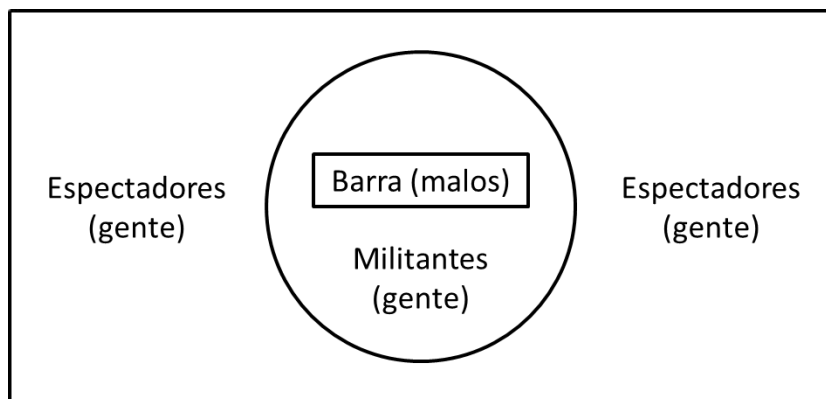 Barra (malos)
Espectadores
(gente)
Espectadores
(gente)
Militantes
(gente)